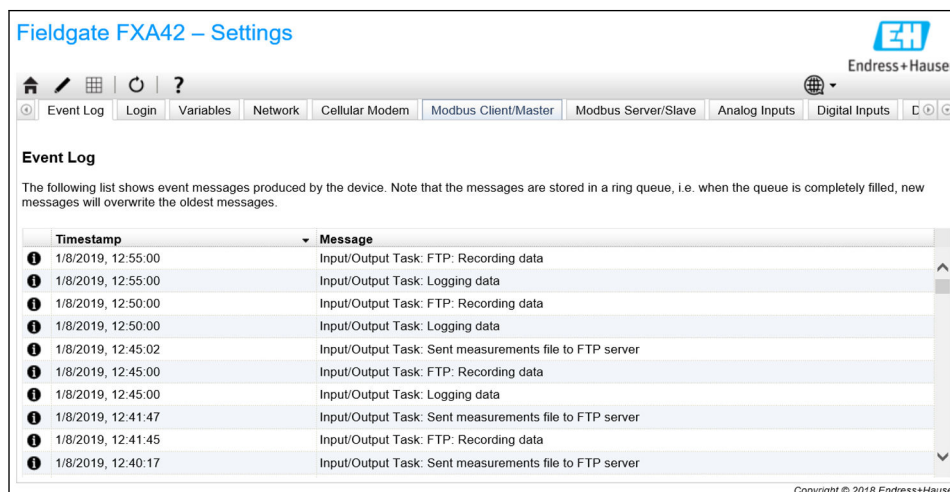 Fieldgate FXA42 – Settings
EH
Endress+Hause
?
Event Log Login Variables Network Cellular Modem Modbus Client/Master Modbus Server/Slave Analog Inputs Digital Inputs
Event Log
The following list shows event messages produced by the device. Note that the messages are stored in a ring queue, i.e. when the queue is completely filled, new
messages will overwrite the oldest messages.
Timestamp Message
1/8/2019, 12:55:00 Input/Output Task: FTP: Recording data
1/8/2019, 12:55:00 Input/Output Task: Logging data
1/8/2019, 12:50:00 Input/Output Task: FTP: Recording data
1/8/2019, 12:50:00 Input/Output Task: Logging data
1/8/2019, 12:45:02 Input/Output Task: Sent measurements file to FTP server
1/8/2019, 12:45:00 Input/Output Task: FTP: Recording data
1/8/2019, 12:45:00 Input/Output Task: Logging data
1/8/2019, 12:41:47 Input/Output Task: Sent measurements file to FTP server
1/8/2019, 12:41:45 Input/Output Task: FTP: Recording data
1/8/2019, 12:40:17 Input/Output Task: Sent measurements file to FTP server
Copyright © 2018 Endress+Hause